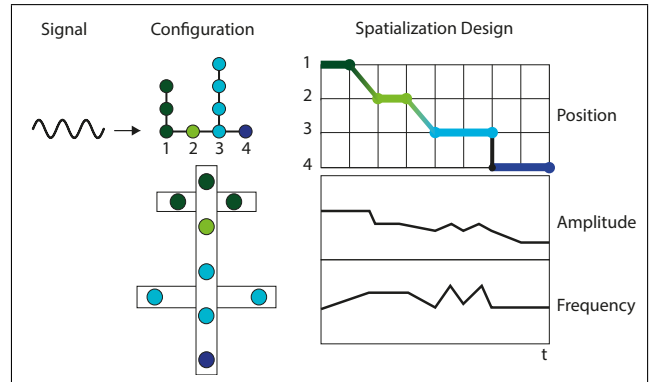 Signal
Configuration
Spatialization Design
1 2 3 4
1
2
3
4
Position
Amplitude
Frequency
t